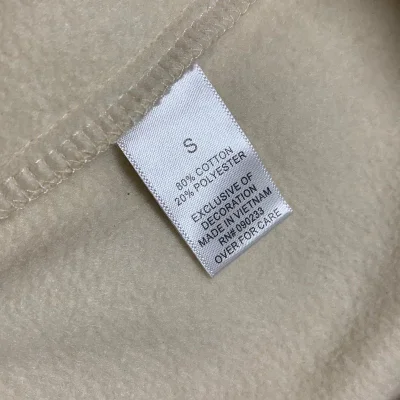 S
80% COTTON
20% POLYESTER
EXCLUSIVE OF
DECORATION
MADE IN VIETNAM
RN# 090233
OVER FOR CARE